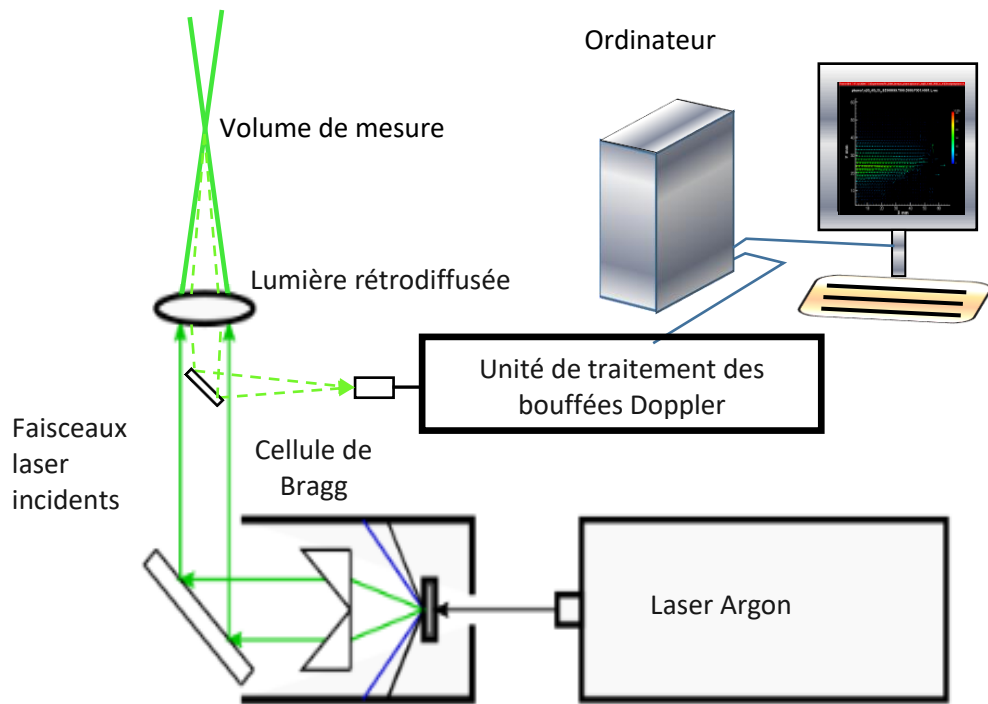 Ordinateur
Volume de mesure
Lumière rétrodiffusée
Unité de traitement des
bouffées Doppler
Faisceaux
laser
incidents
Cellule de
Bragg
Laser Argon